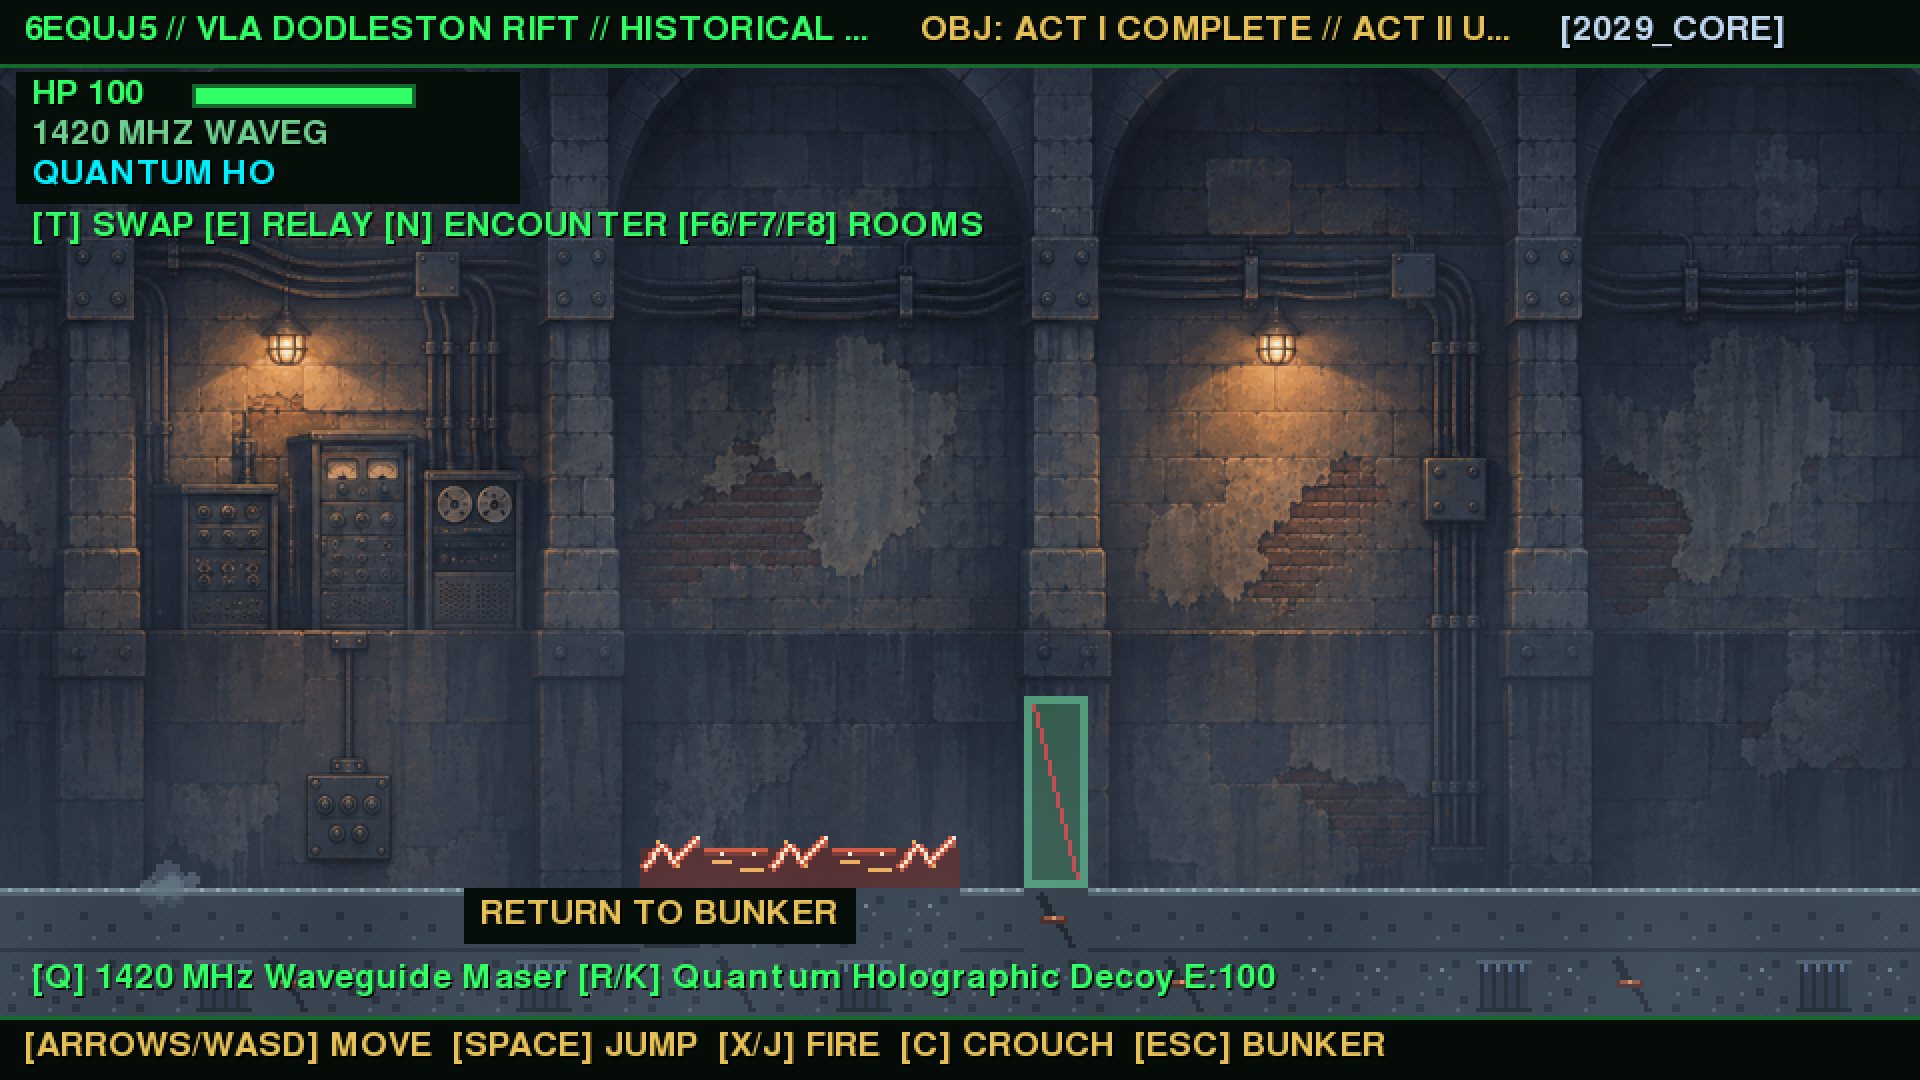 6EQUJ5 // VLA DODLESTON RIFT // HISTORICAL ... OBJ: ACT I COMPLETE // ACT II U... [2029_CORE]
HP 100
1420 MHZ WAVEG
QUANTUM HO
[T] SWAP [E] RELAY [N] ENCOUNTER [F6/F7/F8] ROOMS
RETURN TO BUNKER
[Q] 1420 MHz Waveguide Maser [R/K] Quantum Holographic Decoy E:100
[ARROWS/WASD] MOVE [SPACE] JUMP [X/J] FIRE [C] CROUCH [ESC] BUNKER